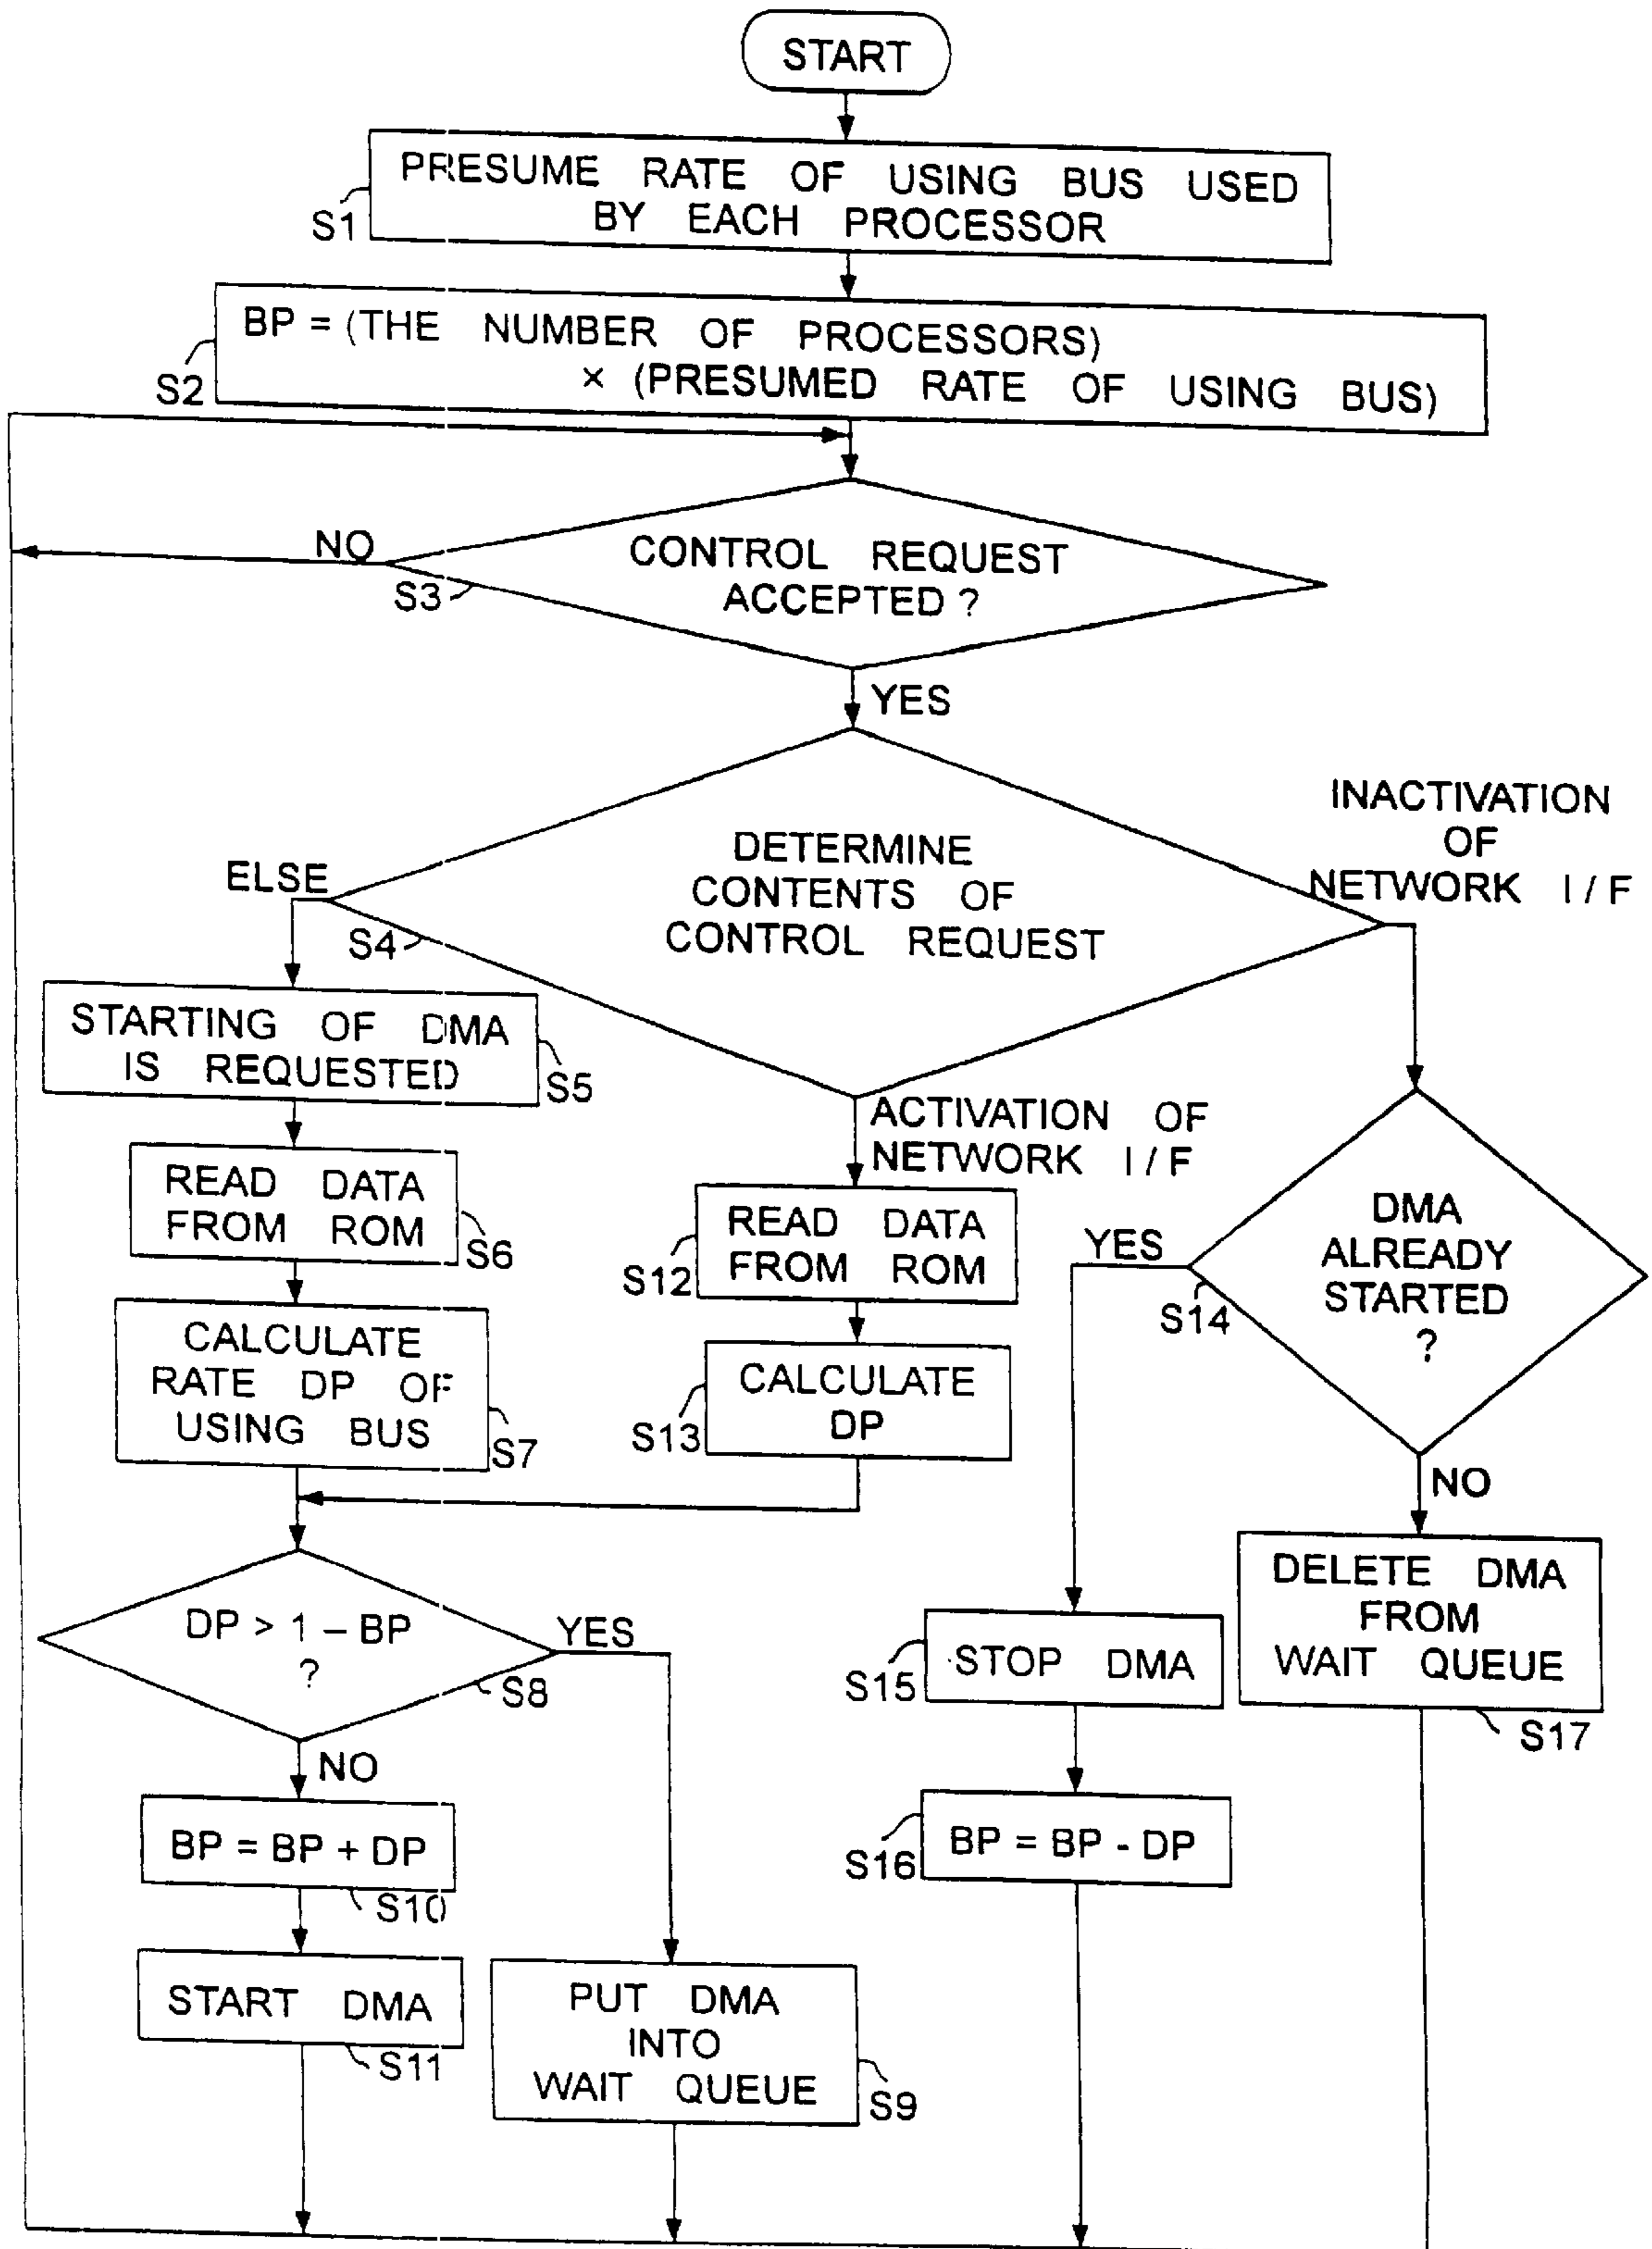 START
PRESUME RATE OF USING BUS USED
BY EACH PROCESSOR
S1
BP = (THE NUMBER OF PROCESSORS)
× (PRESUMED RATE OF USING BUS)
S2
NO
CONTROL REQUEST
ACCEPTED ?
S3
YES
INACTIVATION
OF
NETWORK I / F
DETERMINE
CONTENTS OF
CONTROL REQUEST
ELSE
S4
STARTING OF DMA
IS REQUESTED
S5
ACTIVATION OF
NETWORK I / F
READ DATA
FROM ROM
S6
READ DATA
FROM ROM
S12
YES
DMA
ALREADY
STARTED
?
S14
CALCULATE
RATE DP OF
USING BUS
S7
CALCULATE
DP
S13
NO
DELETE DMA
FROM
WAIT QUEUE
S17
DP > 1 – BP
?
YES
S8
STOP DMA
S15
NO
BP = BP + DP
S10
BP = BP - DP
S16
START DMA
S11
PUT DMA
INTO
WAIT QUEUE
S9